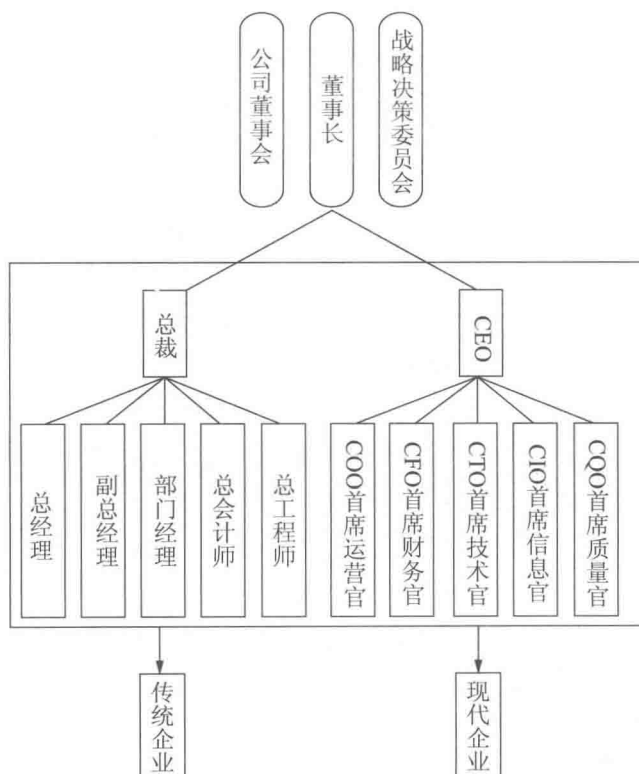 公司董事会
董事长
战略决策委员会
总裁
CEO
总经理
副总经理
部门经理
总会计师
总工程师
COO首席运营官
CFO首席财务官
CTO首席技术官
CIO首席信息官
CQO首席质量官
传统企业
现代企业